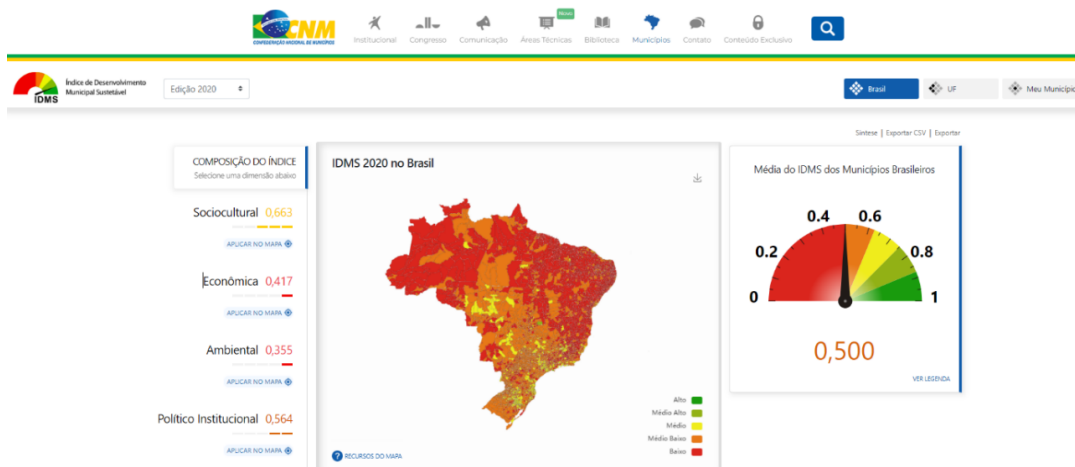 CNM
CONFEDERAÇÃO NACIONAL DE MUNICÍPIOS
Institucional
Congresso
Comunicação
Novo
Áreas Técnicas
Biblioteca
Municípios
Contato
Conteúdo Exclusivo
IDMS
Índice de Desenvolvimento
Municipal Sustetável
Edição 2020
Brasil
UF
Meu Município
Síntese | Exportar CSV | Exportar
COMPOSIÇÃO DO ÍNDICE
Selecione uma dimensão abaixo
Sociocultural 0,663
APLICAR NO MAPA
Econômica 0,417
APLICAR NO MAPA
Ambiental 0,355
APLICAR NO MAPA
Político Institucional 0,564
APLICAR NO MAPA
IDMS 2020 no Brasil
Alto
Médio Alto
Médio
Médio Baixo
Baixo
? RECURSOS DO MAPA
Média do IDMS dos Municípios Brasileiros
0
0.2
0.4
0.6
0.8
1
0,500
VER LEGENDA